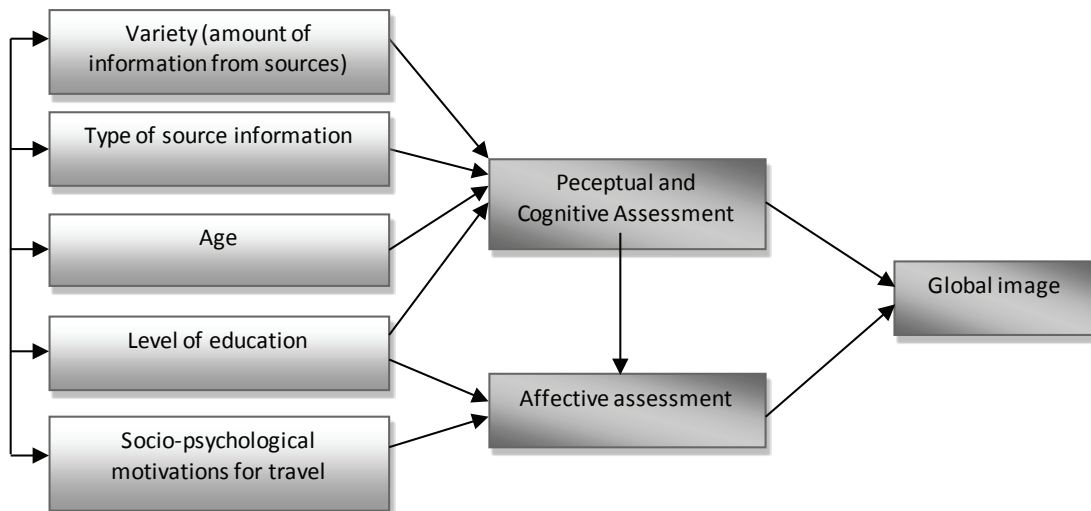 Variety (amount of
information from sources)
Type of source information
Age
Level of education
Socio-psychological
motivations for travel
Peceptual and
Cognitive Assessment
Affective assessment
Global image